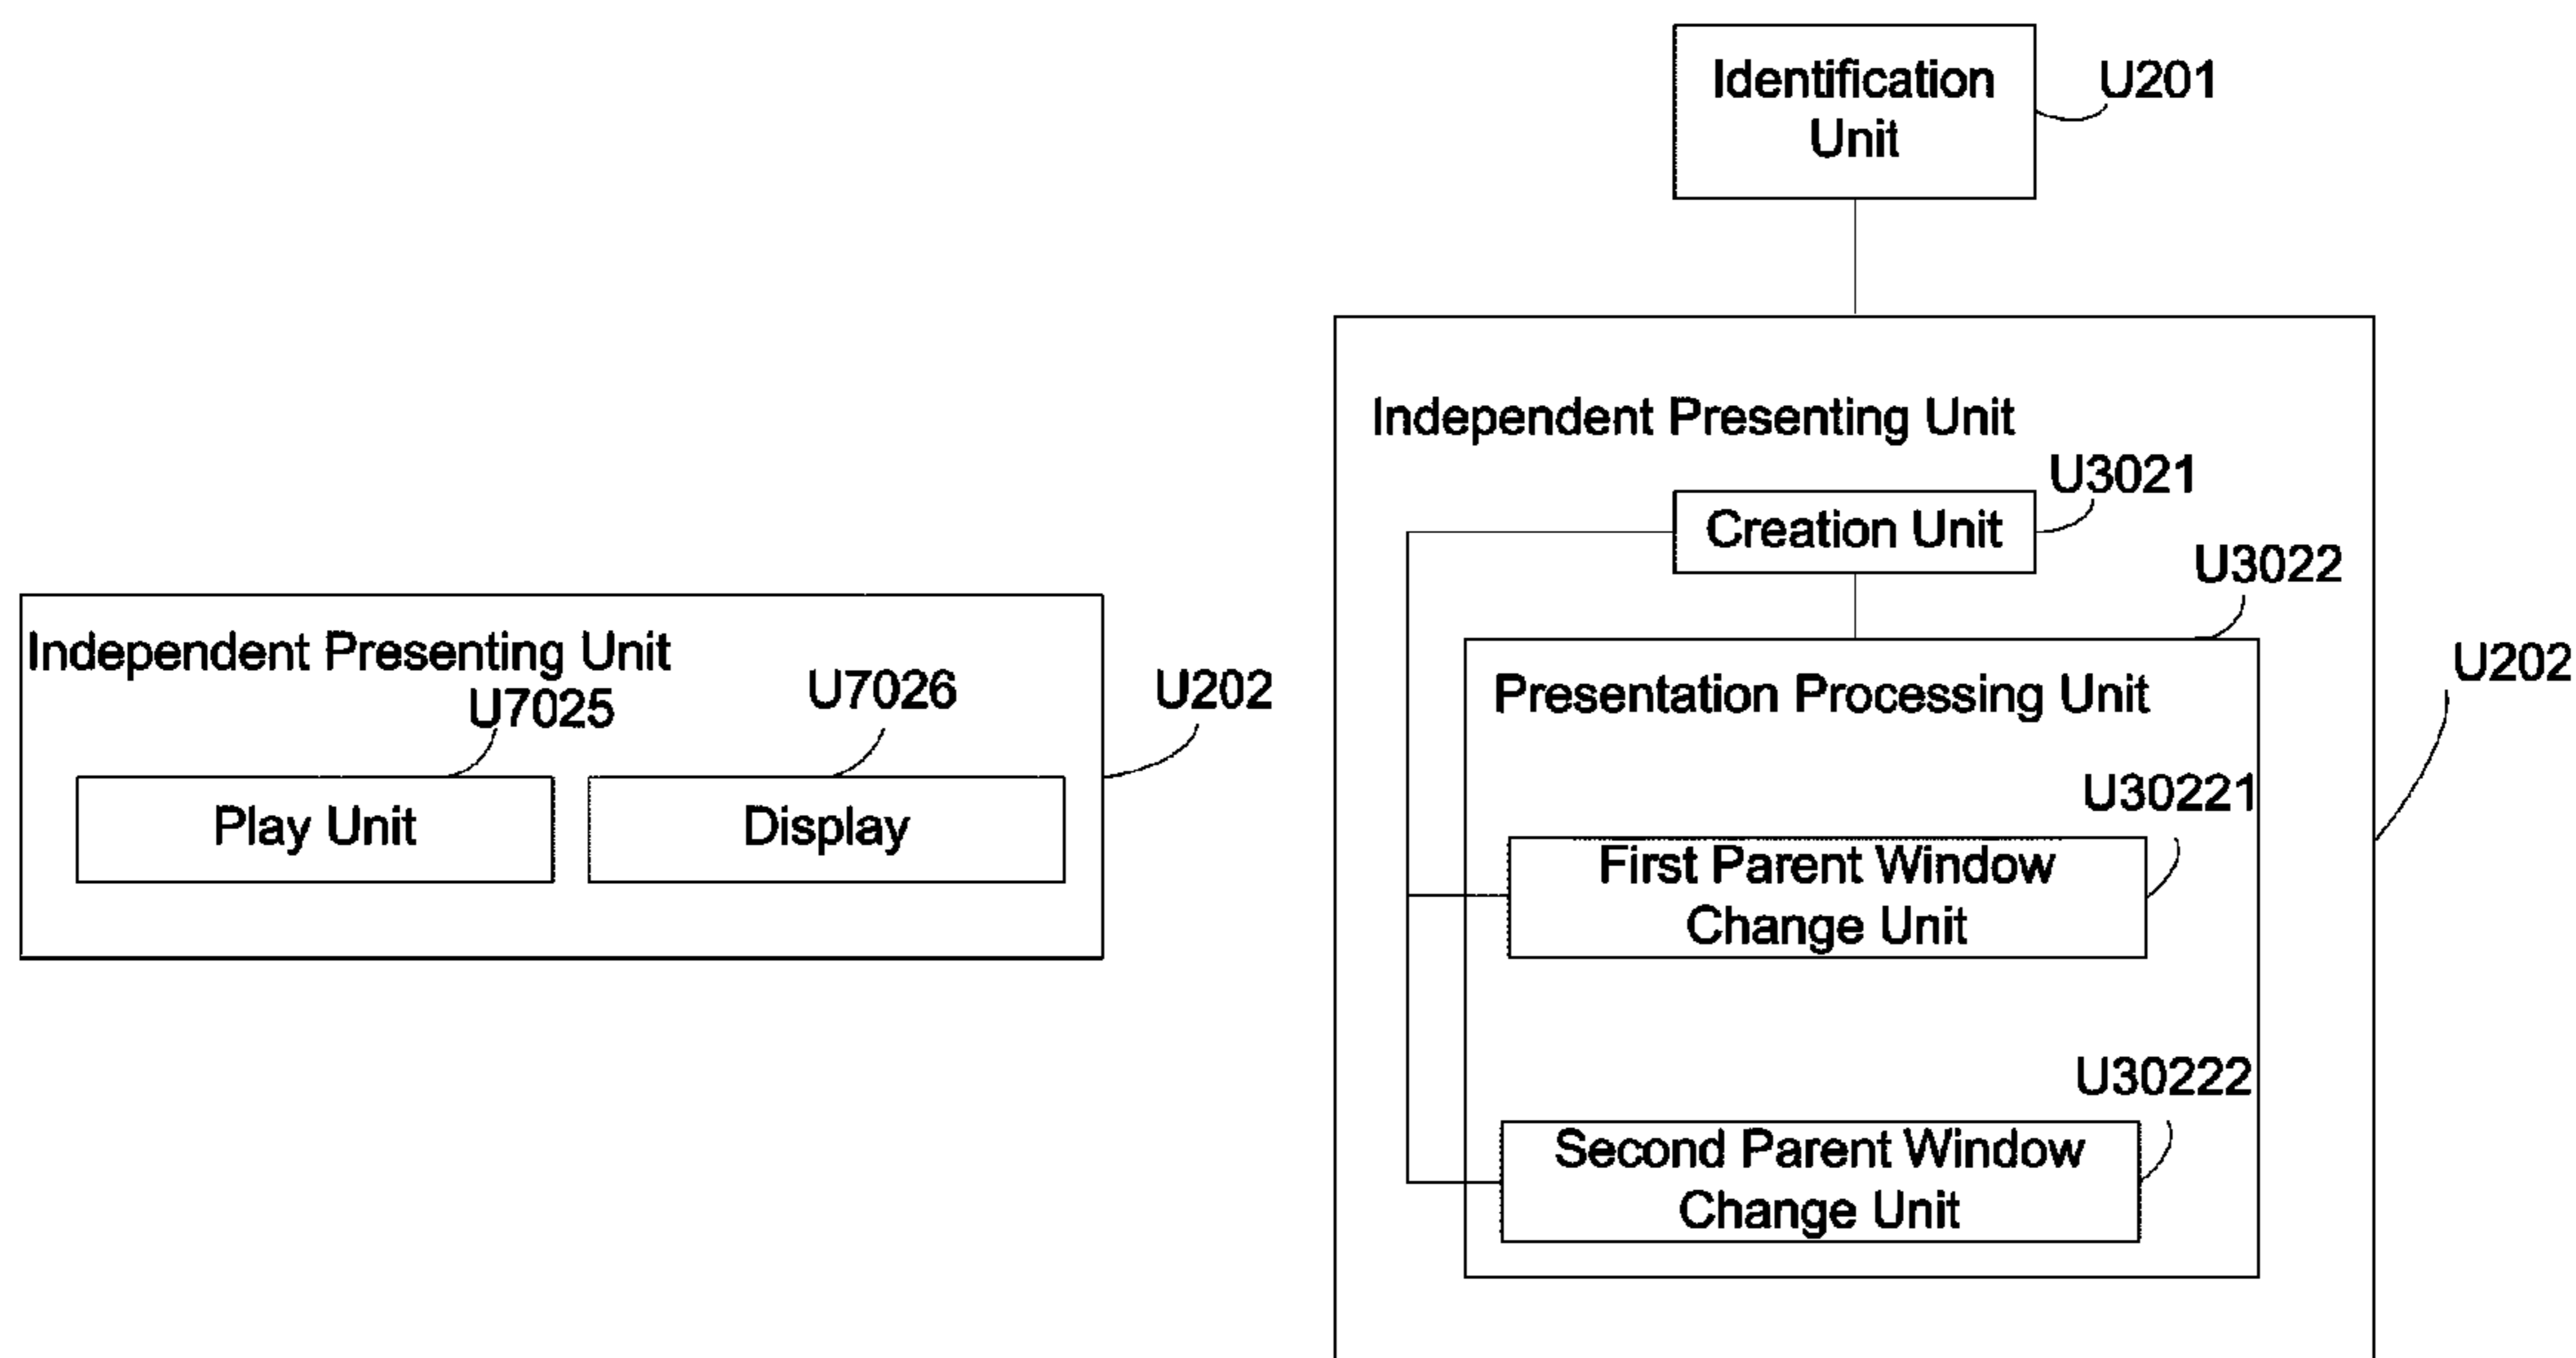 Independent Presenting Unit
U7025
U7026
U202
Play Unit
Display
Identification
Unit
U201
Independent Presenting Unit
U3021
Creation Unit
U3022
Presentation Processing Unit
U202
U30221
First Parent Window
Change Unit
U30222
Second Parent Window
Change Unit